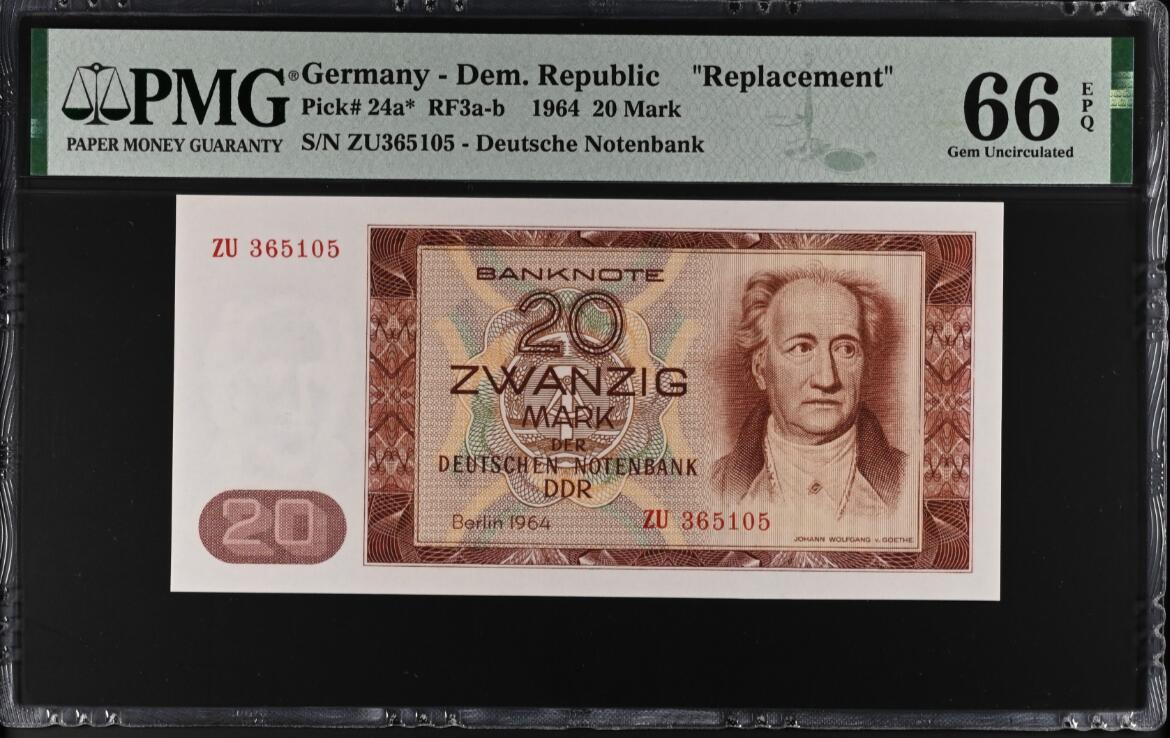 PMG®
PAPER MONEY GUARANTY
Germany - Dem. Republic "Replacement"
Pick# 24a* RF3a-b 1964 20 Mark
S/N ZU365105 - Deutsche Notenbank
66
EPQ
Gem Uncirculated
ZU 365105
BANKNOTE
20
ZWANZIG
MARK
DER
DEUTSCHEN NOTENBANK
DDR
Berlin 1964
ZU 365105
JOHANN WOLFGANG v. GOETHE
20